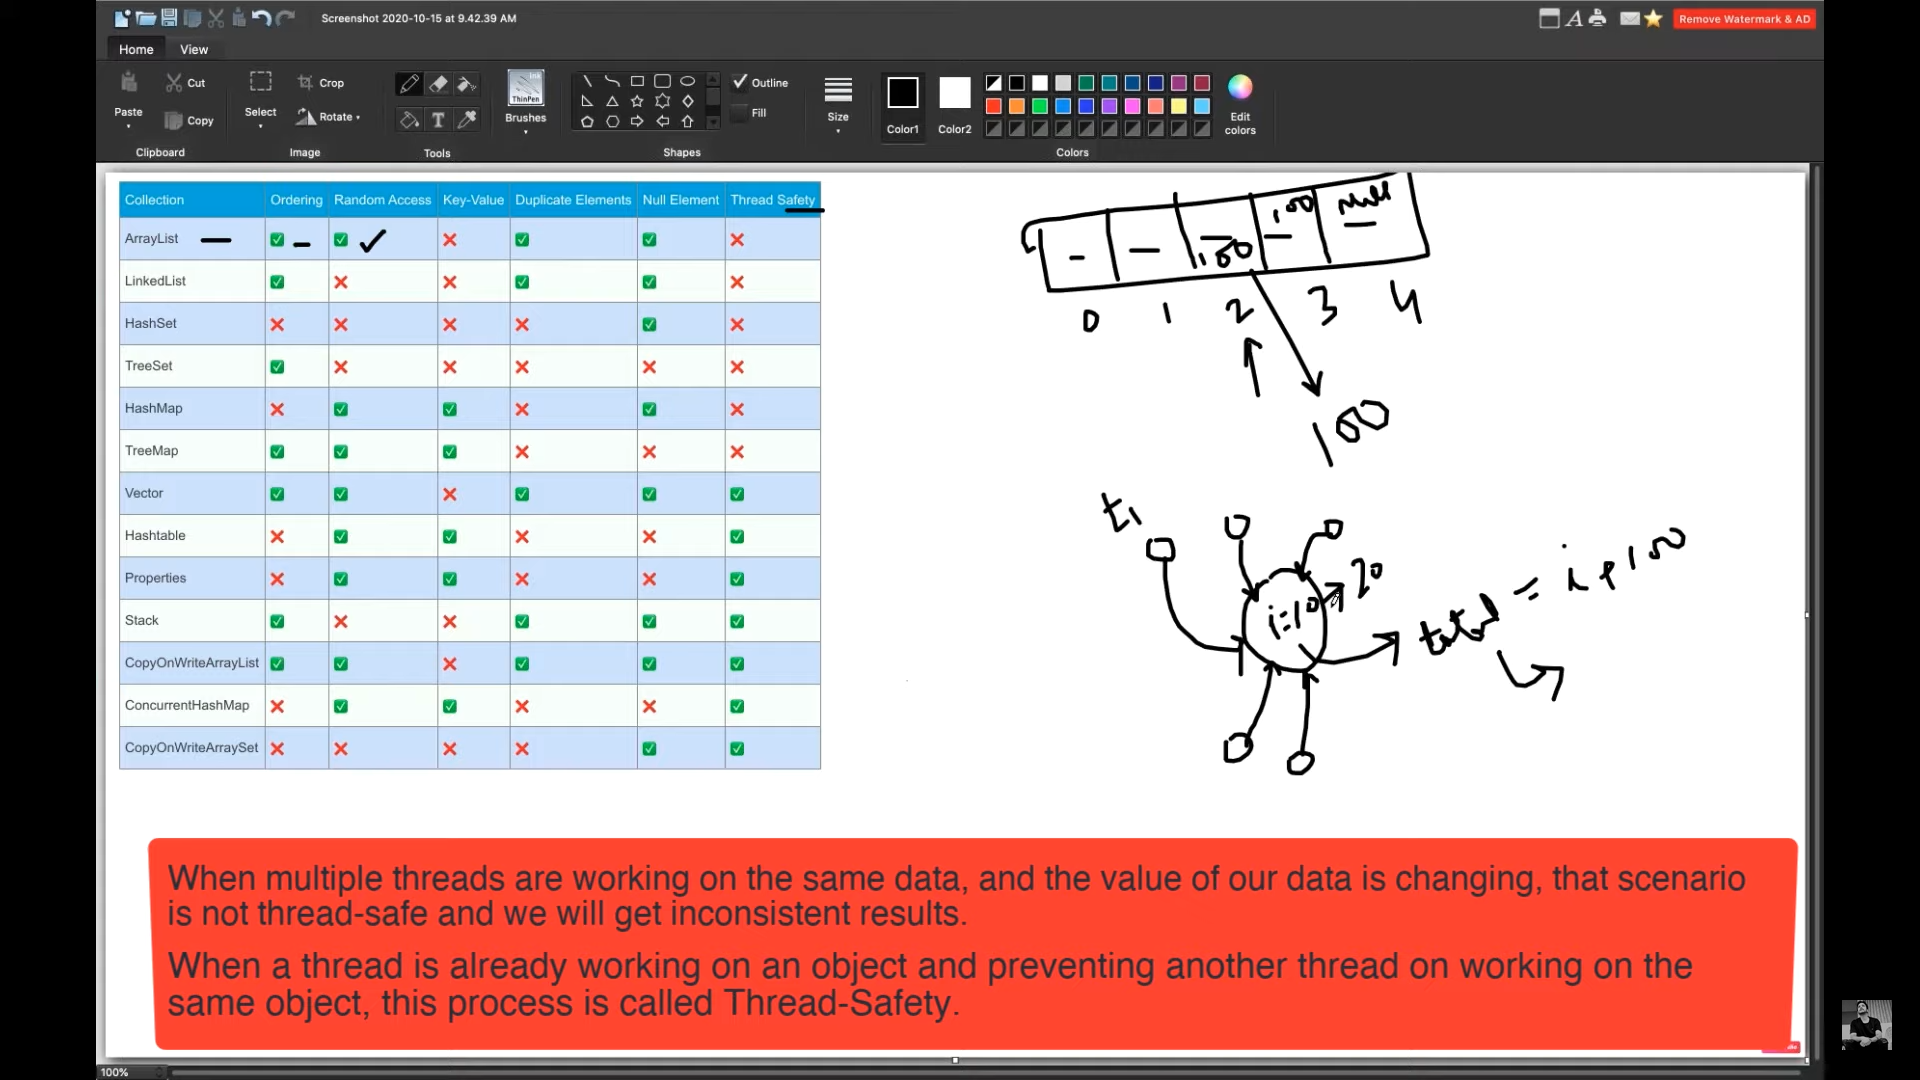 Screenshot 2020-10-15 at 9.42.39 AM
Remove Watermark & AD
Home View
Paste Cut Copy Clipboard
Select Crop Rotate Image
Tools
Brushes
Shapes
Outline
Fill
Size
Color1 Color2
Edit colors
Colors
Collection Ordering Random Access Key-Value Duplicate Elements Null Element Thread Safety
ArrayList
LinkedList
HashSet
TreeSet
HashMap
TreeMap
Vector
Hashtable
Properties
Stack
CopyOnWriteArrayList
ConcurrentHashMap
CopyOnWriteArraySet
100 100 null
0 1 2 3 4
100
t1
i=10
20
total = i + 100
When multiple threads are working on the same data, and the value of our data is changing, that scenario
is not thread-safe and we will get inconsistent results.
When a thread is already working on an object and preventing another thread on working on the
same object, this process is called Thread-Safety.
100%